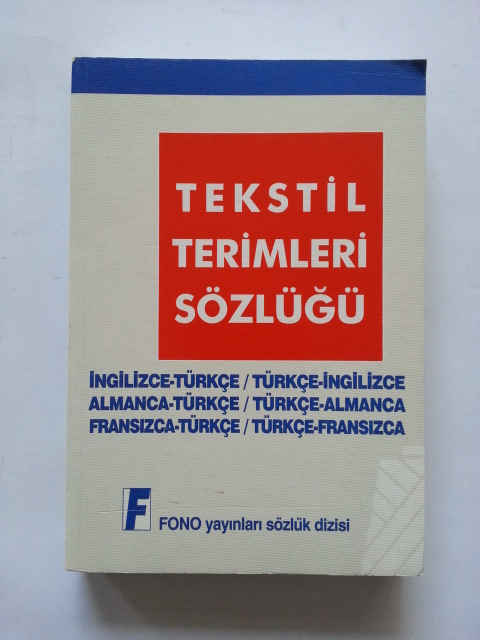 TEKSTİL
TERİMLERİ
SÖZLÜĞÜ
İNGİLİZCE-TÜRKÇE / TÜRKÇE-İNGİLİZCE
ALMANCA-TÜRKÇE / TÜRKÇE-ALMANCA
FRANSIZCA-TÜRKÇE / TÜRKÇE-FRANSIZCA
F FONO yayınları sözlük dizisi